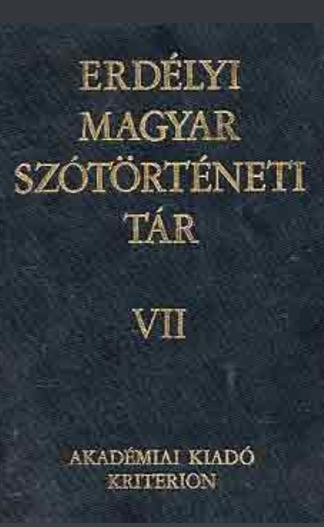 ERDÉLYI
MAGYAR
SZÓTÖRTÉNETI
TÁR
VII
AKADÉMIAI KIADÓ
KRITERION